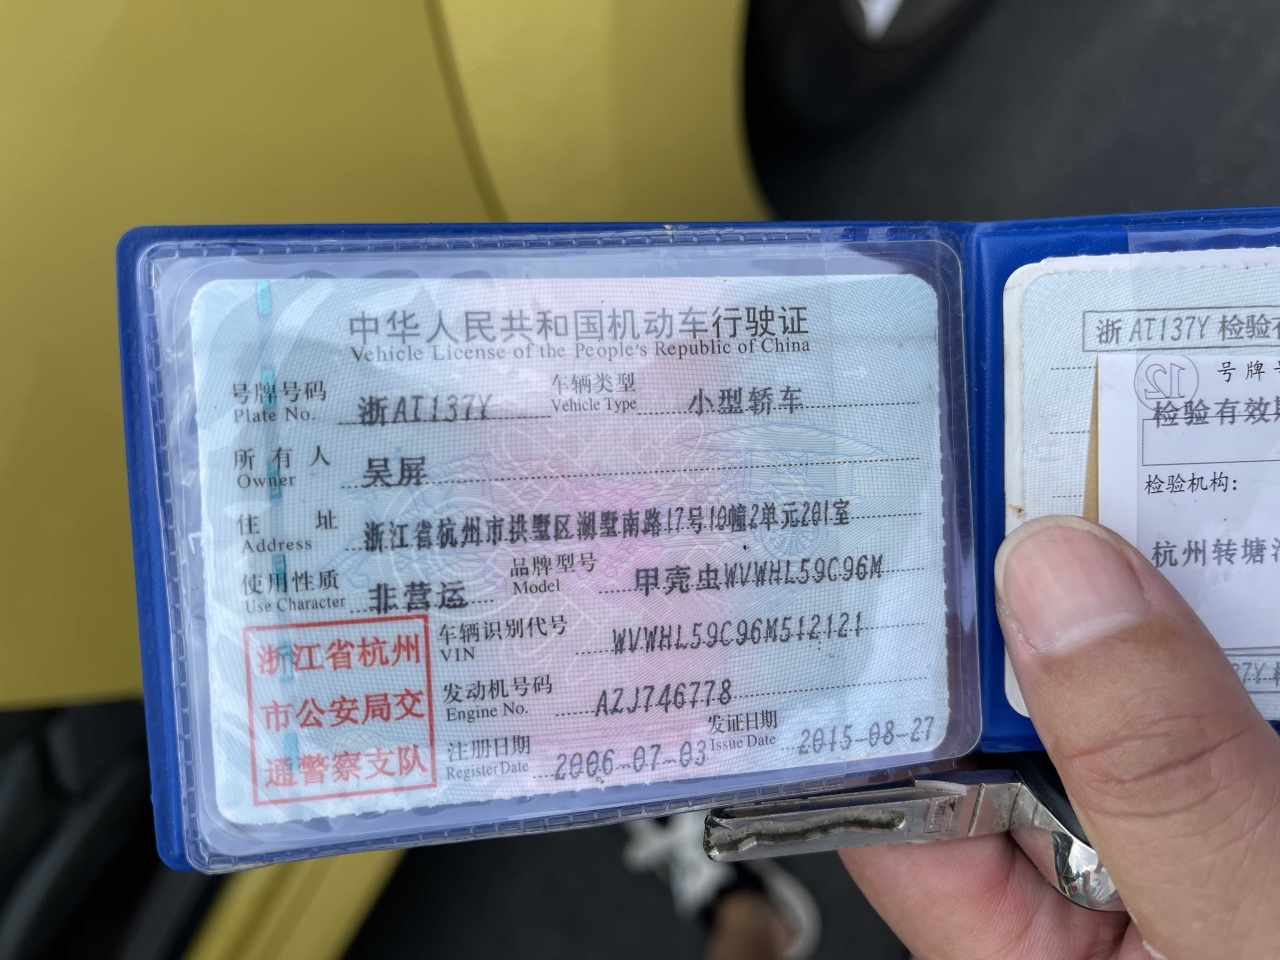 中华人民共和国机动车行驶证
Vehicle License of the People's Republic of China
号牌号码 浙AT137Y 车辆类型 小型轿车
Plate No. Vehicle Type
所有人 吴屏
Owner
住址 浙江省杭州市拱墅区湖墅南路17号10幢2单元201室
Address
使用性质 非营运 品牌型号 甲壳虫WVWHL59C96M
Use Character Model
车辆识别代号 WVWHL59C96M512121
VIN
发动机号码 AZJ746778
Engine No.
注册日期 2006-07-03 发证日期 2015-08-27
Register Date Issue Date
浙江省杭州
市公安局交
通警察支队
浙AT137Y 检验
号牌
12
检验有效
检验机构：
杭州转塘
37Y